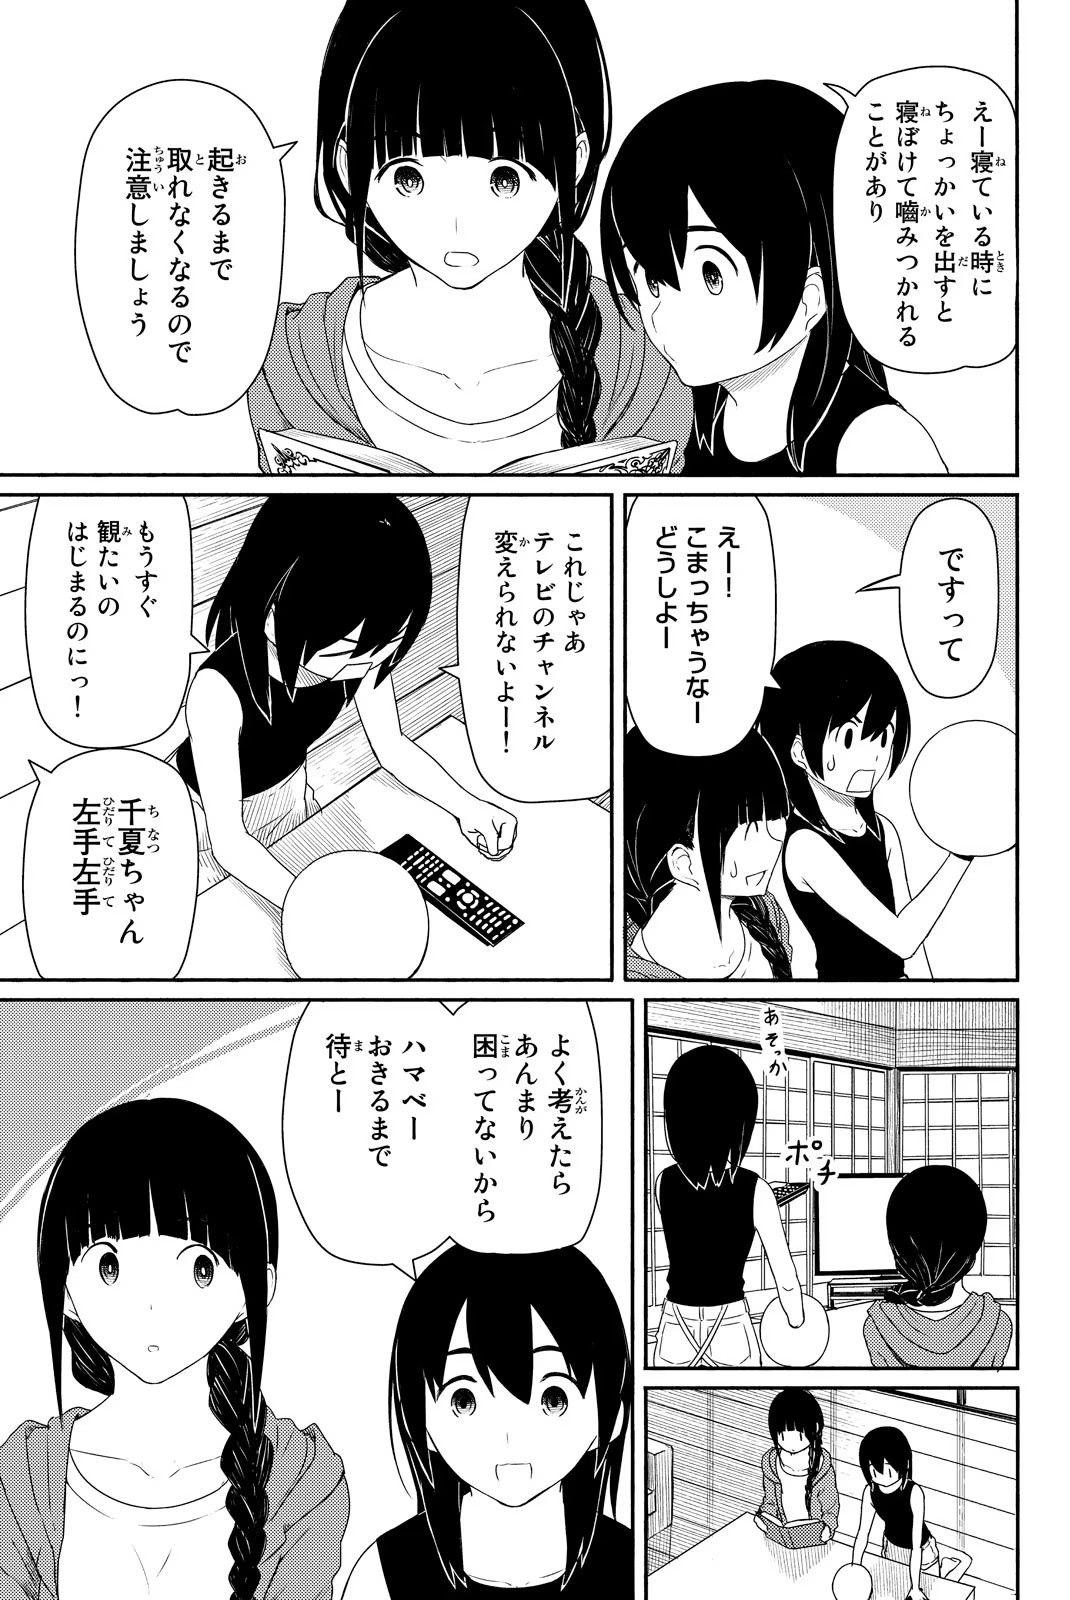 えー寝ている時に
ちょっかいを出すと
寝ぼけて嚙みつかれる
ことがあり
起きるまで
取れなくなるので
注意しましょう
ですって
えー！
こまっちゃうなー
どうしよー
これじゃあ
テレビのチャンネル
変えられないよー！
もうすぐ
観たいの
はじまるのにっ！
千夏ちゃん
左手左手
あそっか
ポチ
よく考えたら
あんまり
困ってないから
ハマベー
おきるまで
待とー